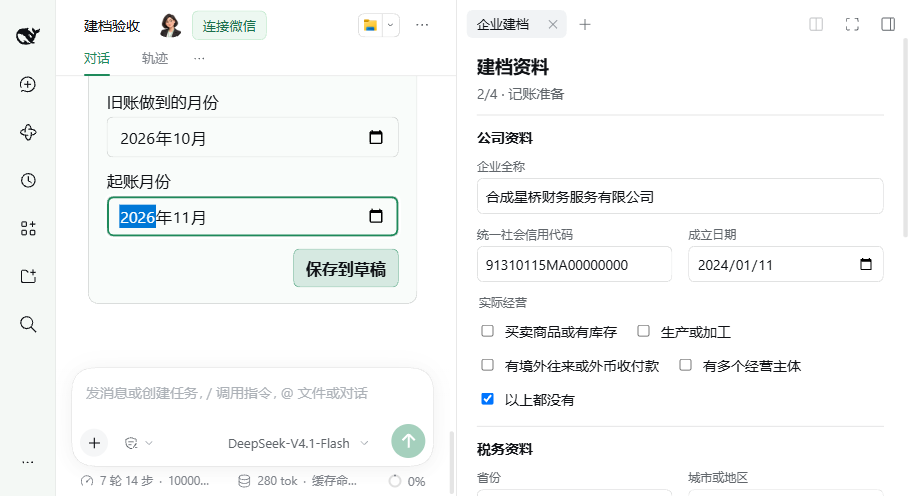 建档验收
连接微信
对话
轨迹
旧账做到的月份
2026年10月
起账月份
2026年11月
保存到草稿
发消息或创建任务, / 调用指令, @ 文件或对话
DeepSeek-V4.1-Flash
7 轮 14 步 · 10000...
280 tok · 缓存命...
0%
企业建档
建档资料
2/4 · 记账准备
公司资料
企业全称
合成星桥财务服务有限公司
统一社会信用代码
成立日期
91310115MA00000000
2024/01/11
实际经营
买卖商品或有库存
生产或加工
有境外往来或外币收付款
有多个经营主体
以上都没有
税务资料
省份
城市或地区